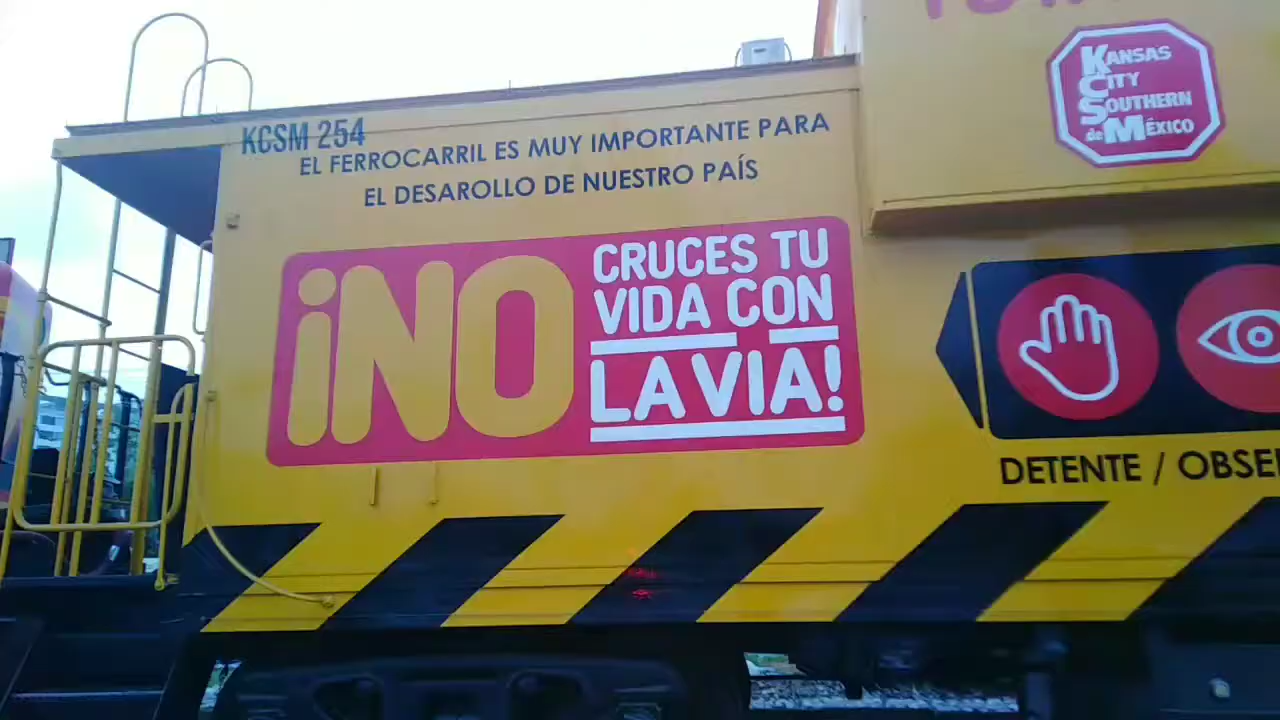 KCSM 254
EL FERROCARRIL ES MUY IMPORTANTE PARA
EL DESAROLLO DE NUESTRO PAÍS
¡NO
CRUCES TU
VIDA CON
LA VIA!
KANSAS
CITY
SOUTHERN
de MÉXICO
DETENTE /